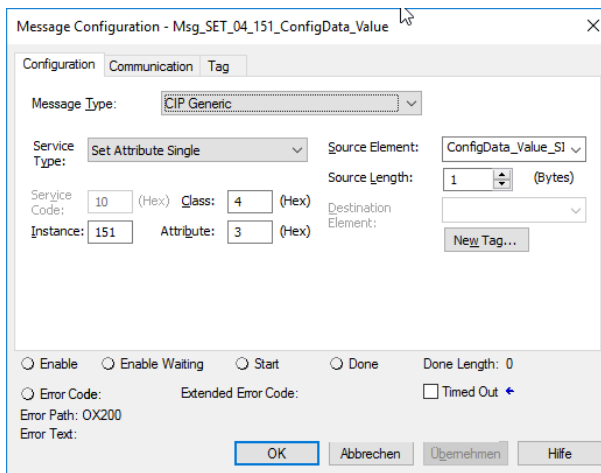 Message Configuration - Msg_SET_04_151_ConfigData_Value
Configuration Communication Tag
Message Type: CIP Generic
Service Type: Set Attribute Single
Source Element: ConfigData_Value_SI
Source Length: 1 (Bytes)
Service Code: 10 (Hex) Class: 4 (Hex)
Destination Element:
Instance: 151 Attribute: 3 (Hex)
New Tag...
Enable Enable Waiting Start Done Done Length: 0
Error Code: Extended Error Code: Timed Out
Error Path: OX200
Error Text:
OK Abbrechen Übernehmen Hilfe